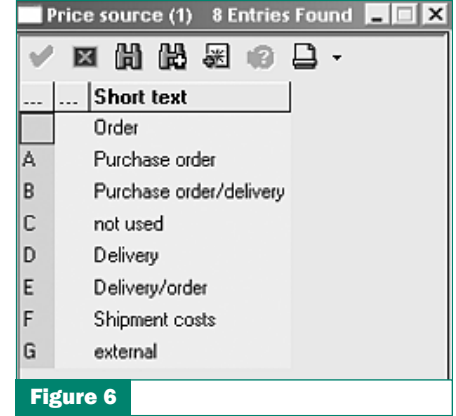 Price source (1) 8 Entries Found
... ... Short text
Order
A Purchase order
B Purchase order/delivery
C not used
D Delivery
E Delivery/order
F Shipment costs
G external
Figure 6